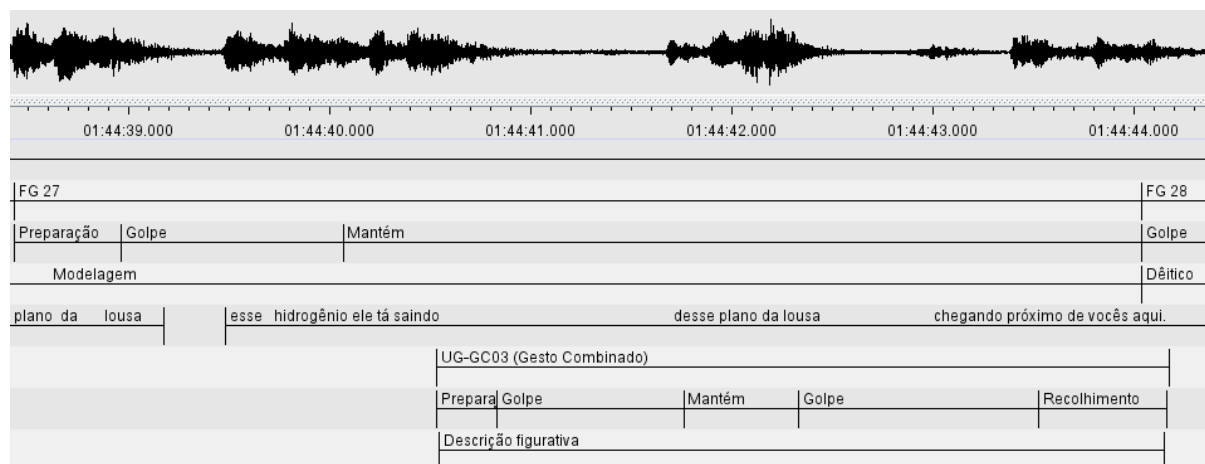 01:44:39.000 01:44:40.000 01:44:41.000 01:44:42.000 01:44:43.000 01:44:44.000
FG 27 FG 28
Preparação Golpe Mantém Golpe
Modelagem Dêitico
plano da lousa esse hidrogênio ele tá saindo desse plano da lousa chegando próximo de vocês aqui.
UG-GC03 (Gesto Combinado)
Prepara Golpe Mantém Golpe Recolhimento
Descrição figurativa